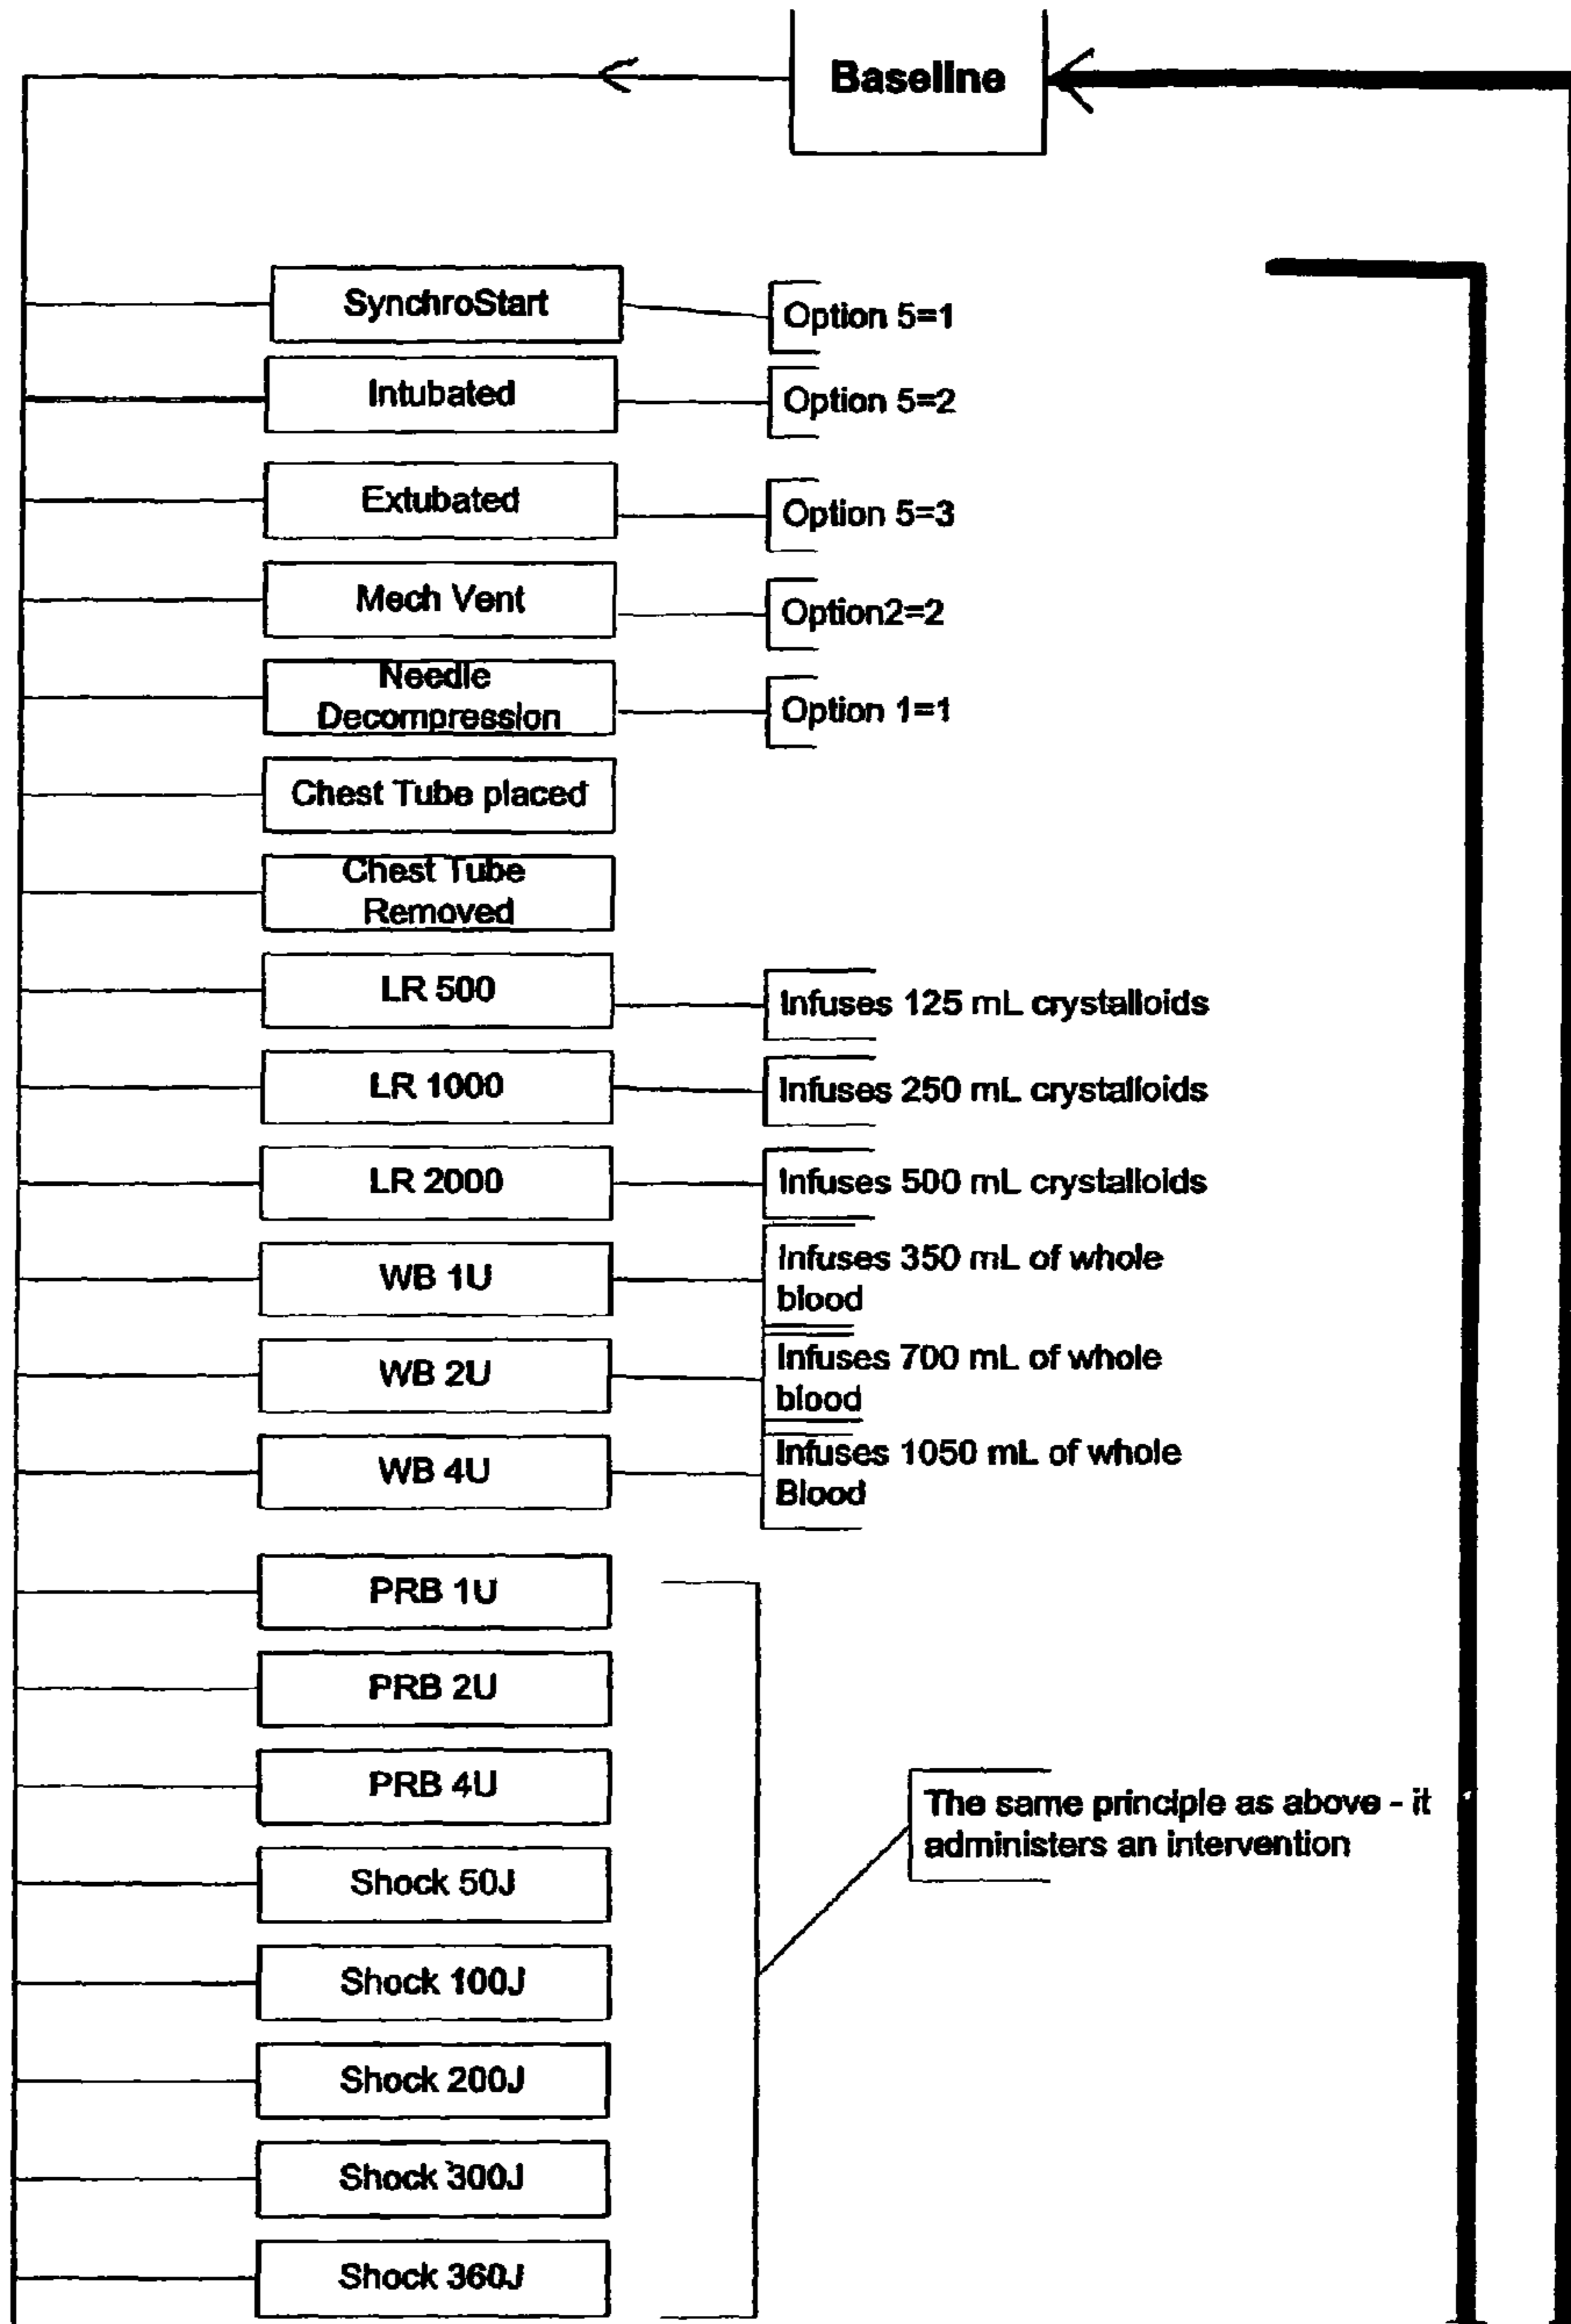 Baseline
SynchroStart
Option 5=1
Intubated
Option 5=2
Extubated
Option 5=3
Mech Vent
Option2=2
Needle
Decompression
Option 1=1
Chest Tube placed
Chest Tube
Removed
LR 500
Infuses 125 mL crystalloids
LR 1000
Infuses 250 mL crystalloids
LR 2000
Infuses 500 mL crystalloids
WB 1U
Infuses 350 mL of whole
blood
WB 2U
Infuses 700 mL of whole
blood
WB 4U
Infuses 1050 mL of whole
Blood
PRB 1U
PRB 2U
PRB 4U
The same principle as above - it
administers an intervention
Shock 50J
Shock 100J
Shock 200J
Shock 300J
Shock 360J